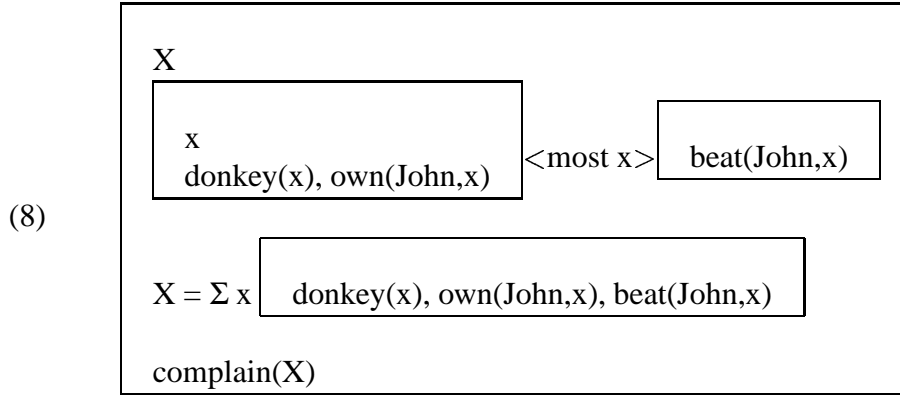 X
x
donkey(x), own(John,x) <most x> beat(John,x)
(8)
X = Σ x donkey(x), own(John,x), beat(John,x)
complain(X)